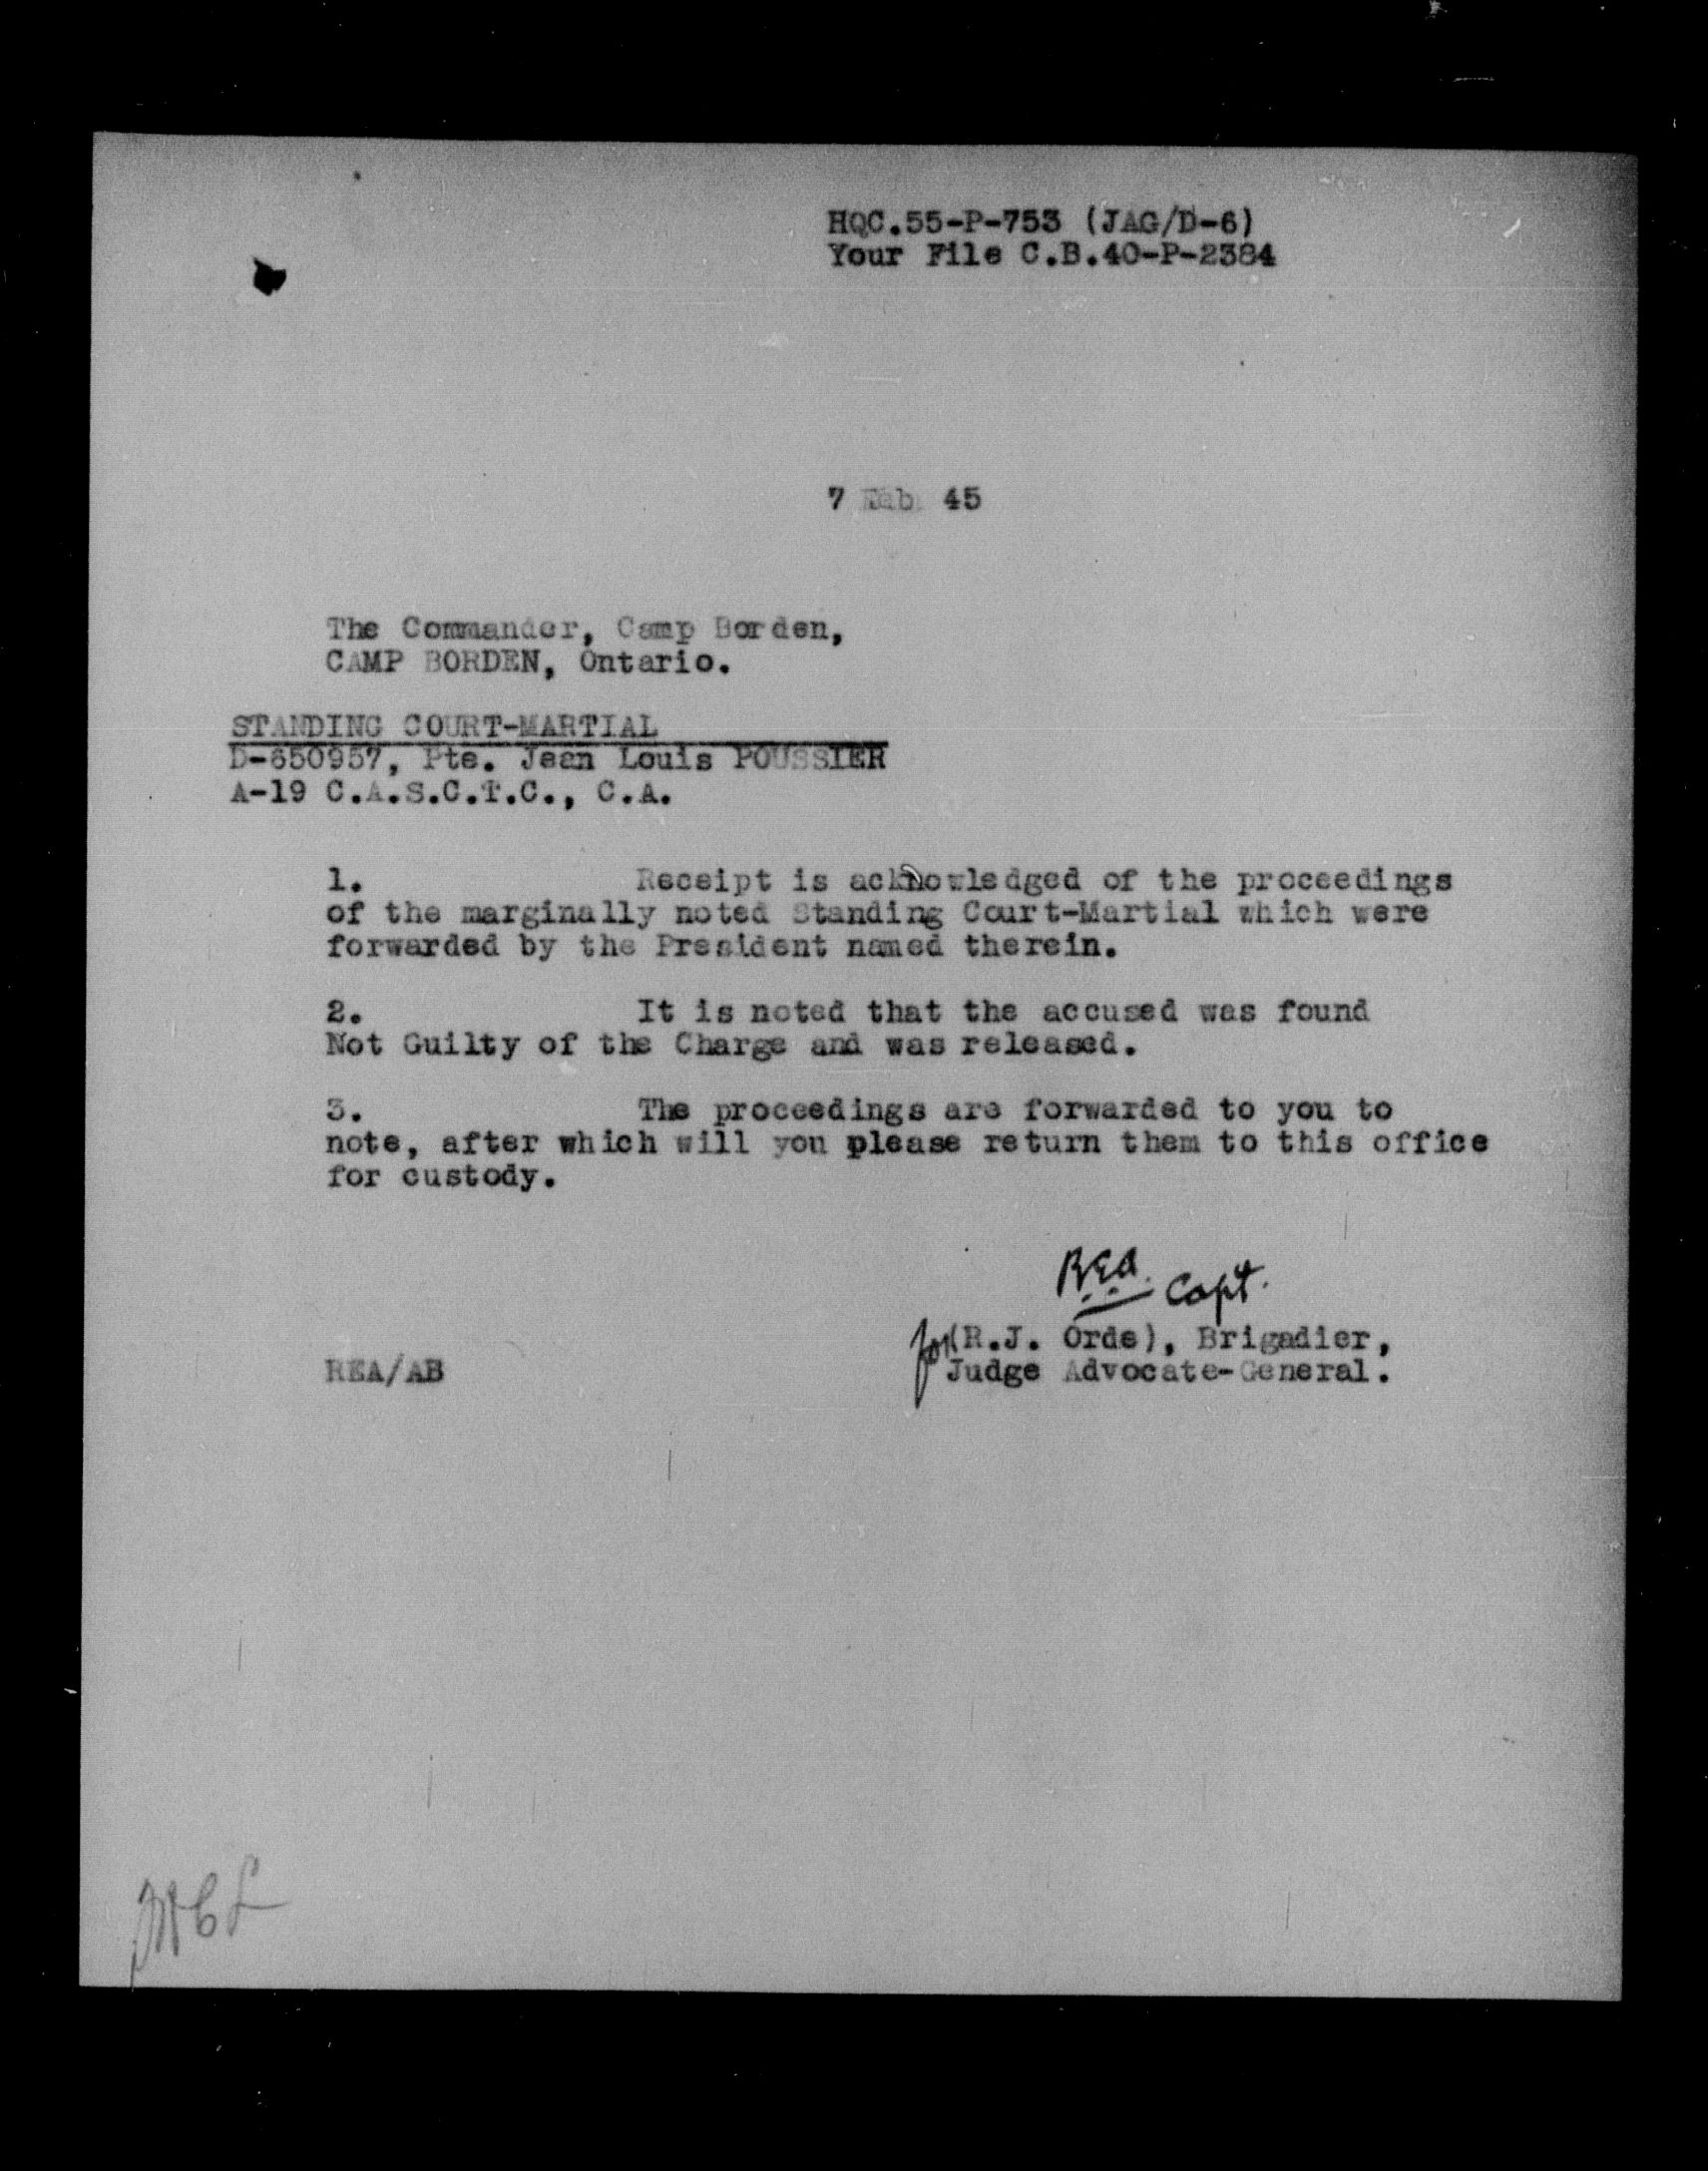 HQC.55-P-753 (JAG/D-6)
Your File C.B.40-P-2384
7 Feb 45
The Commander, Camp Borden,
CAMP BORDEN, Ontario.
STANDING COURT-MARTIAL
D-650957, Pte. Jean Louis POUSSIER
A-19 C.A.S.C.T.C., C.A.
1. Receipt is acknowledged of the proceedings
of the marginally noted Standing Court-Martial which were
forwarded by the President named therein.
2. It is noted that the accused was found
Not Guilty of the Charge and was released.
3. The proceedings are forwarded to you to
note, after which will you please return them to this office
for custody.
REA. Capt.
for (R.J. Orde), Brigadier,
Judge Advocate-General.
REA/AB